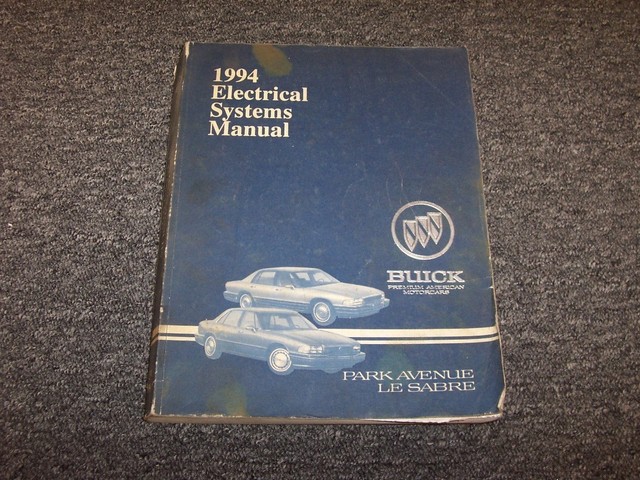 1994
Electrical
Systems
Manual
BUICK
PREMIUM AMERICAN
MOTORCARS
PARK AVENUE
LE SABRE